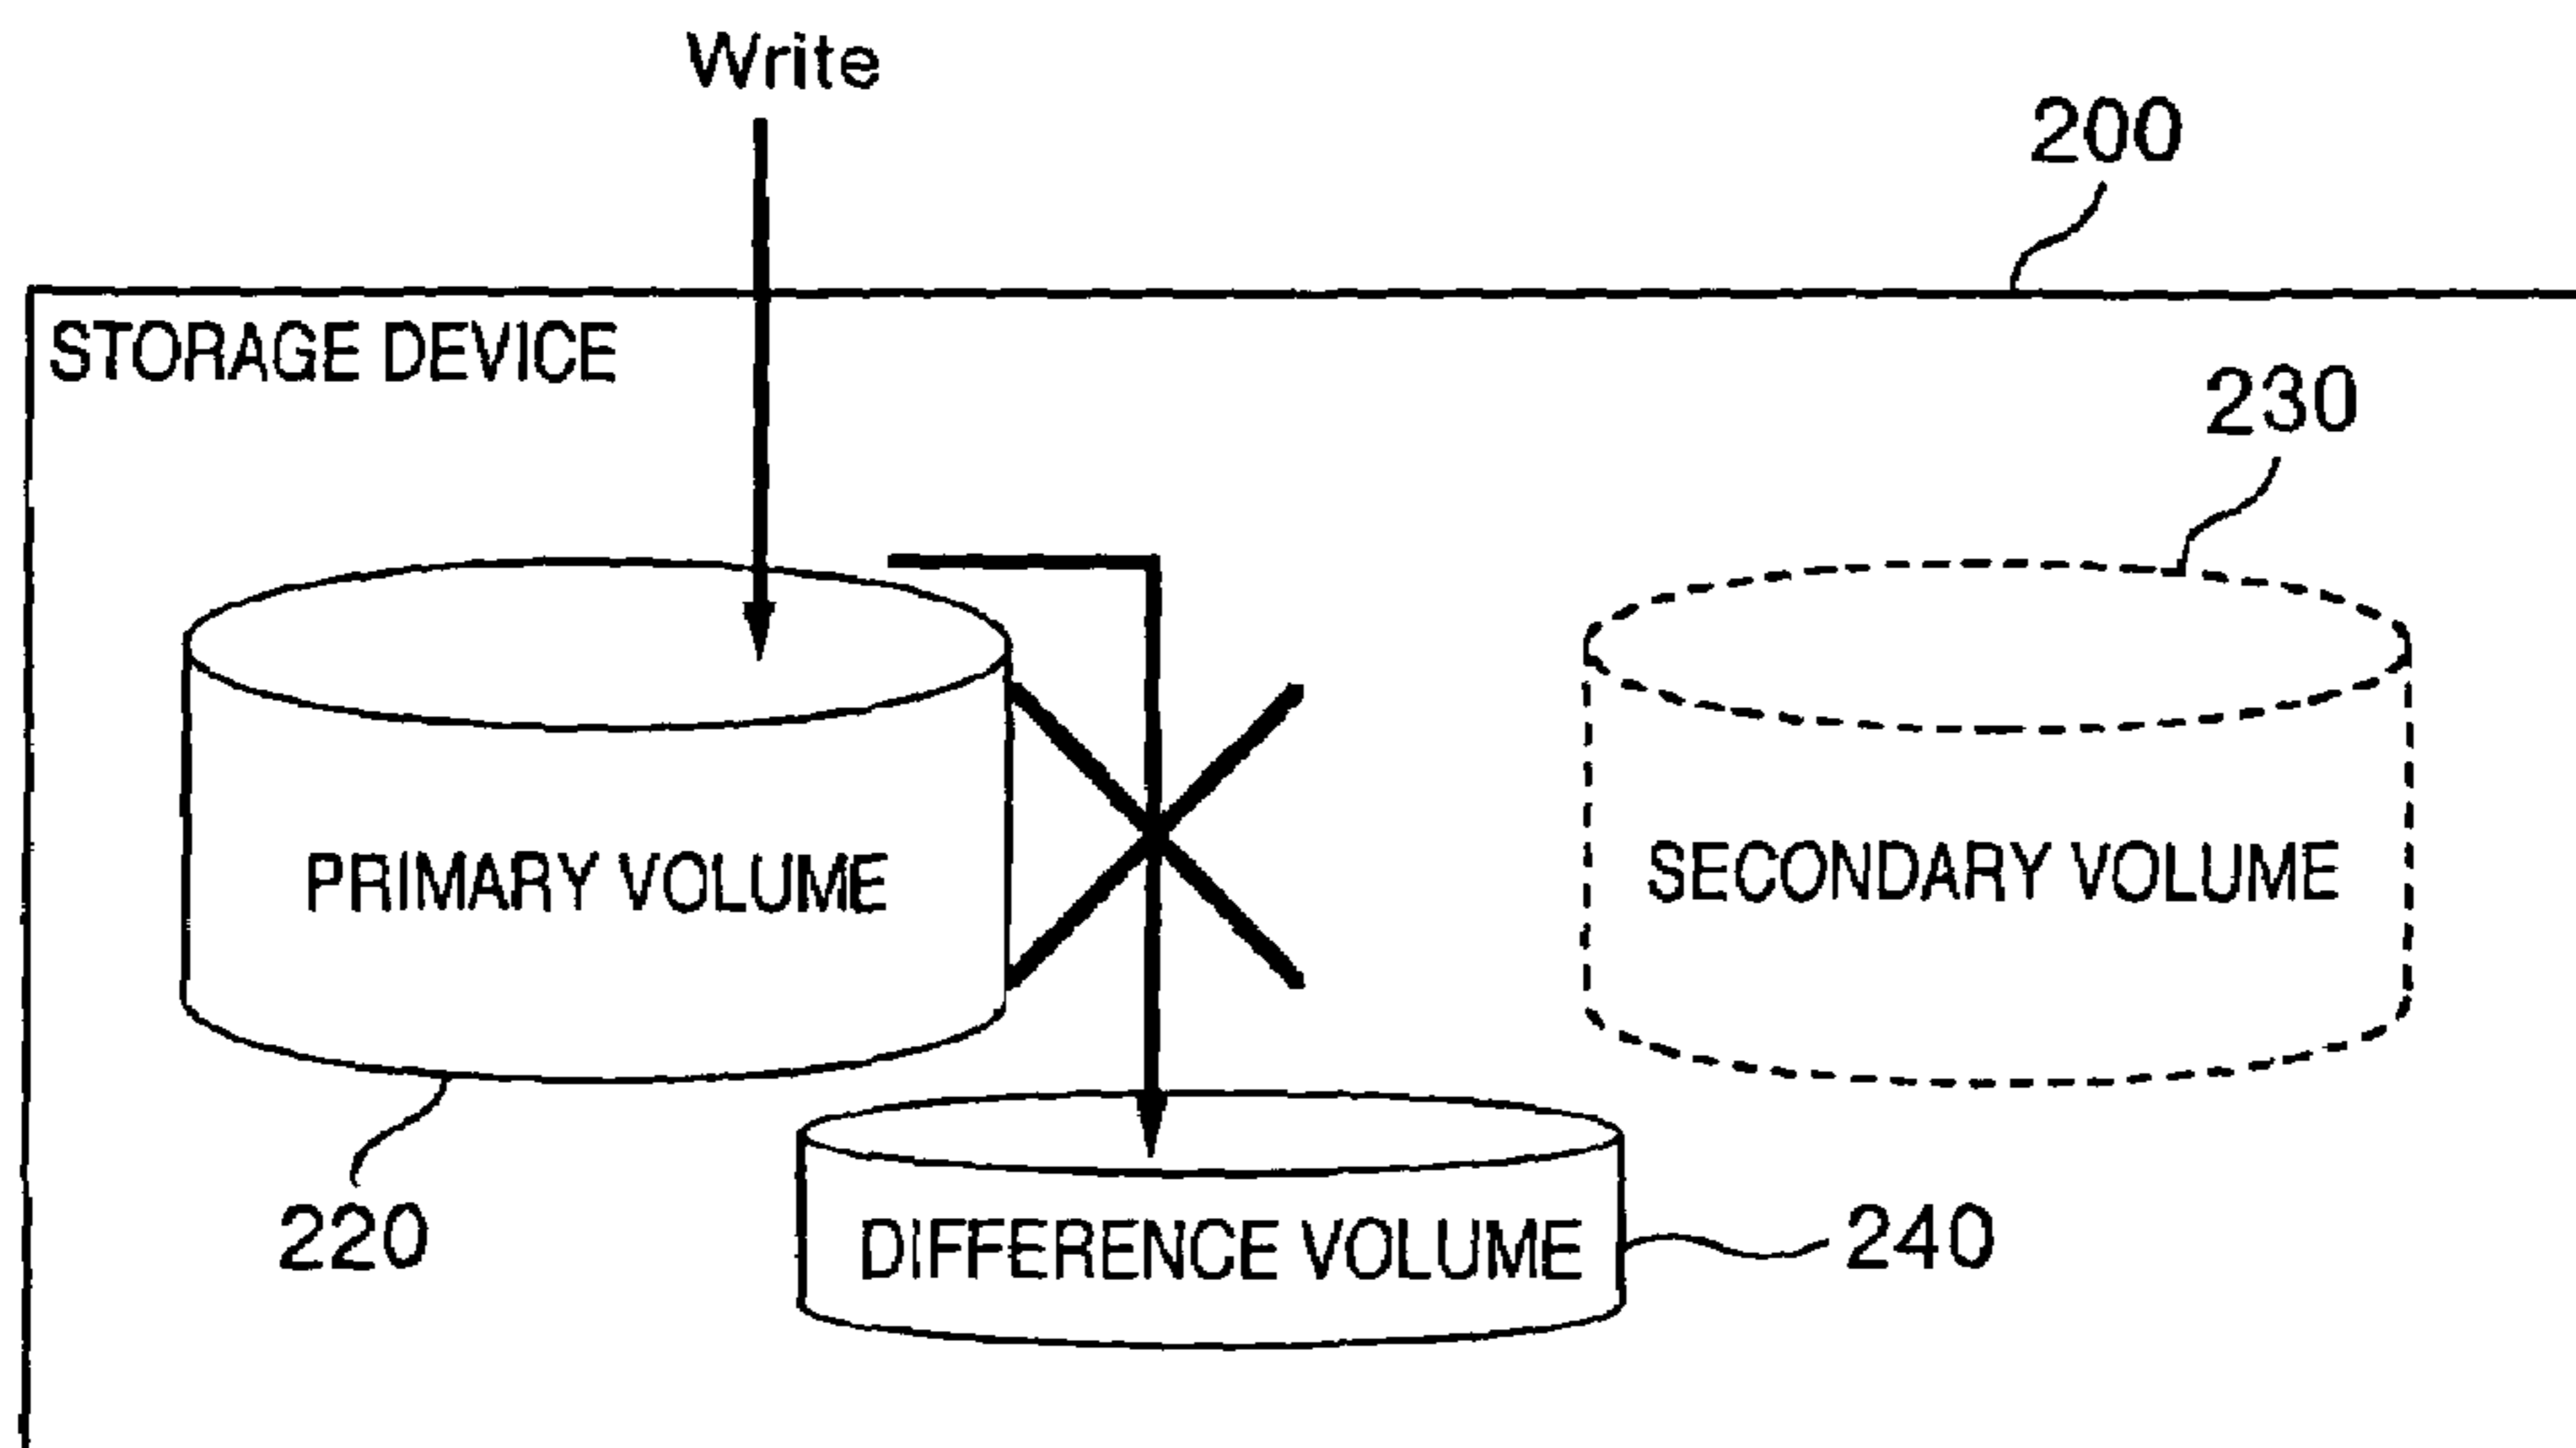 Write
200
STORAGE DEVICE
230
PRIMARY VOLUME
SECONDARY VOLUME
220
DIFFERENCE VOLUME
240